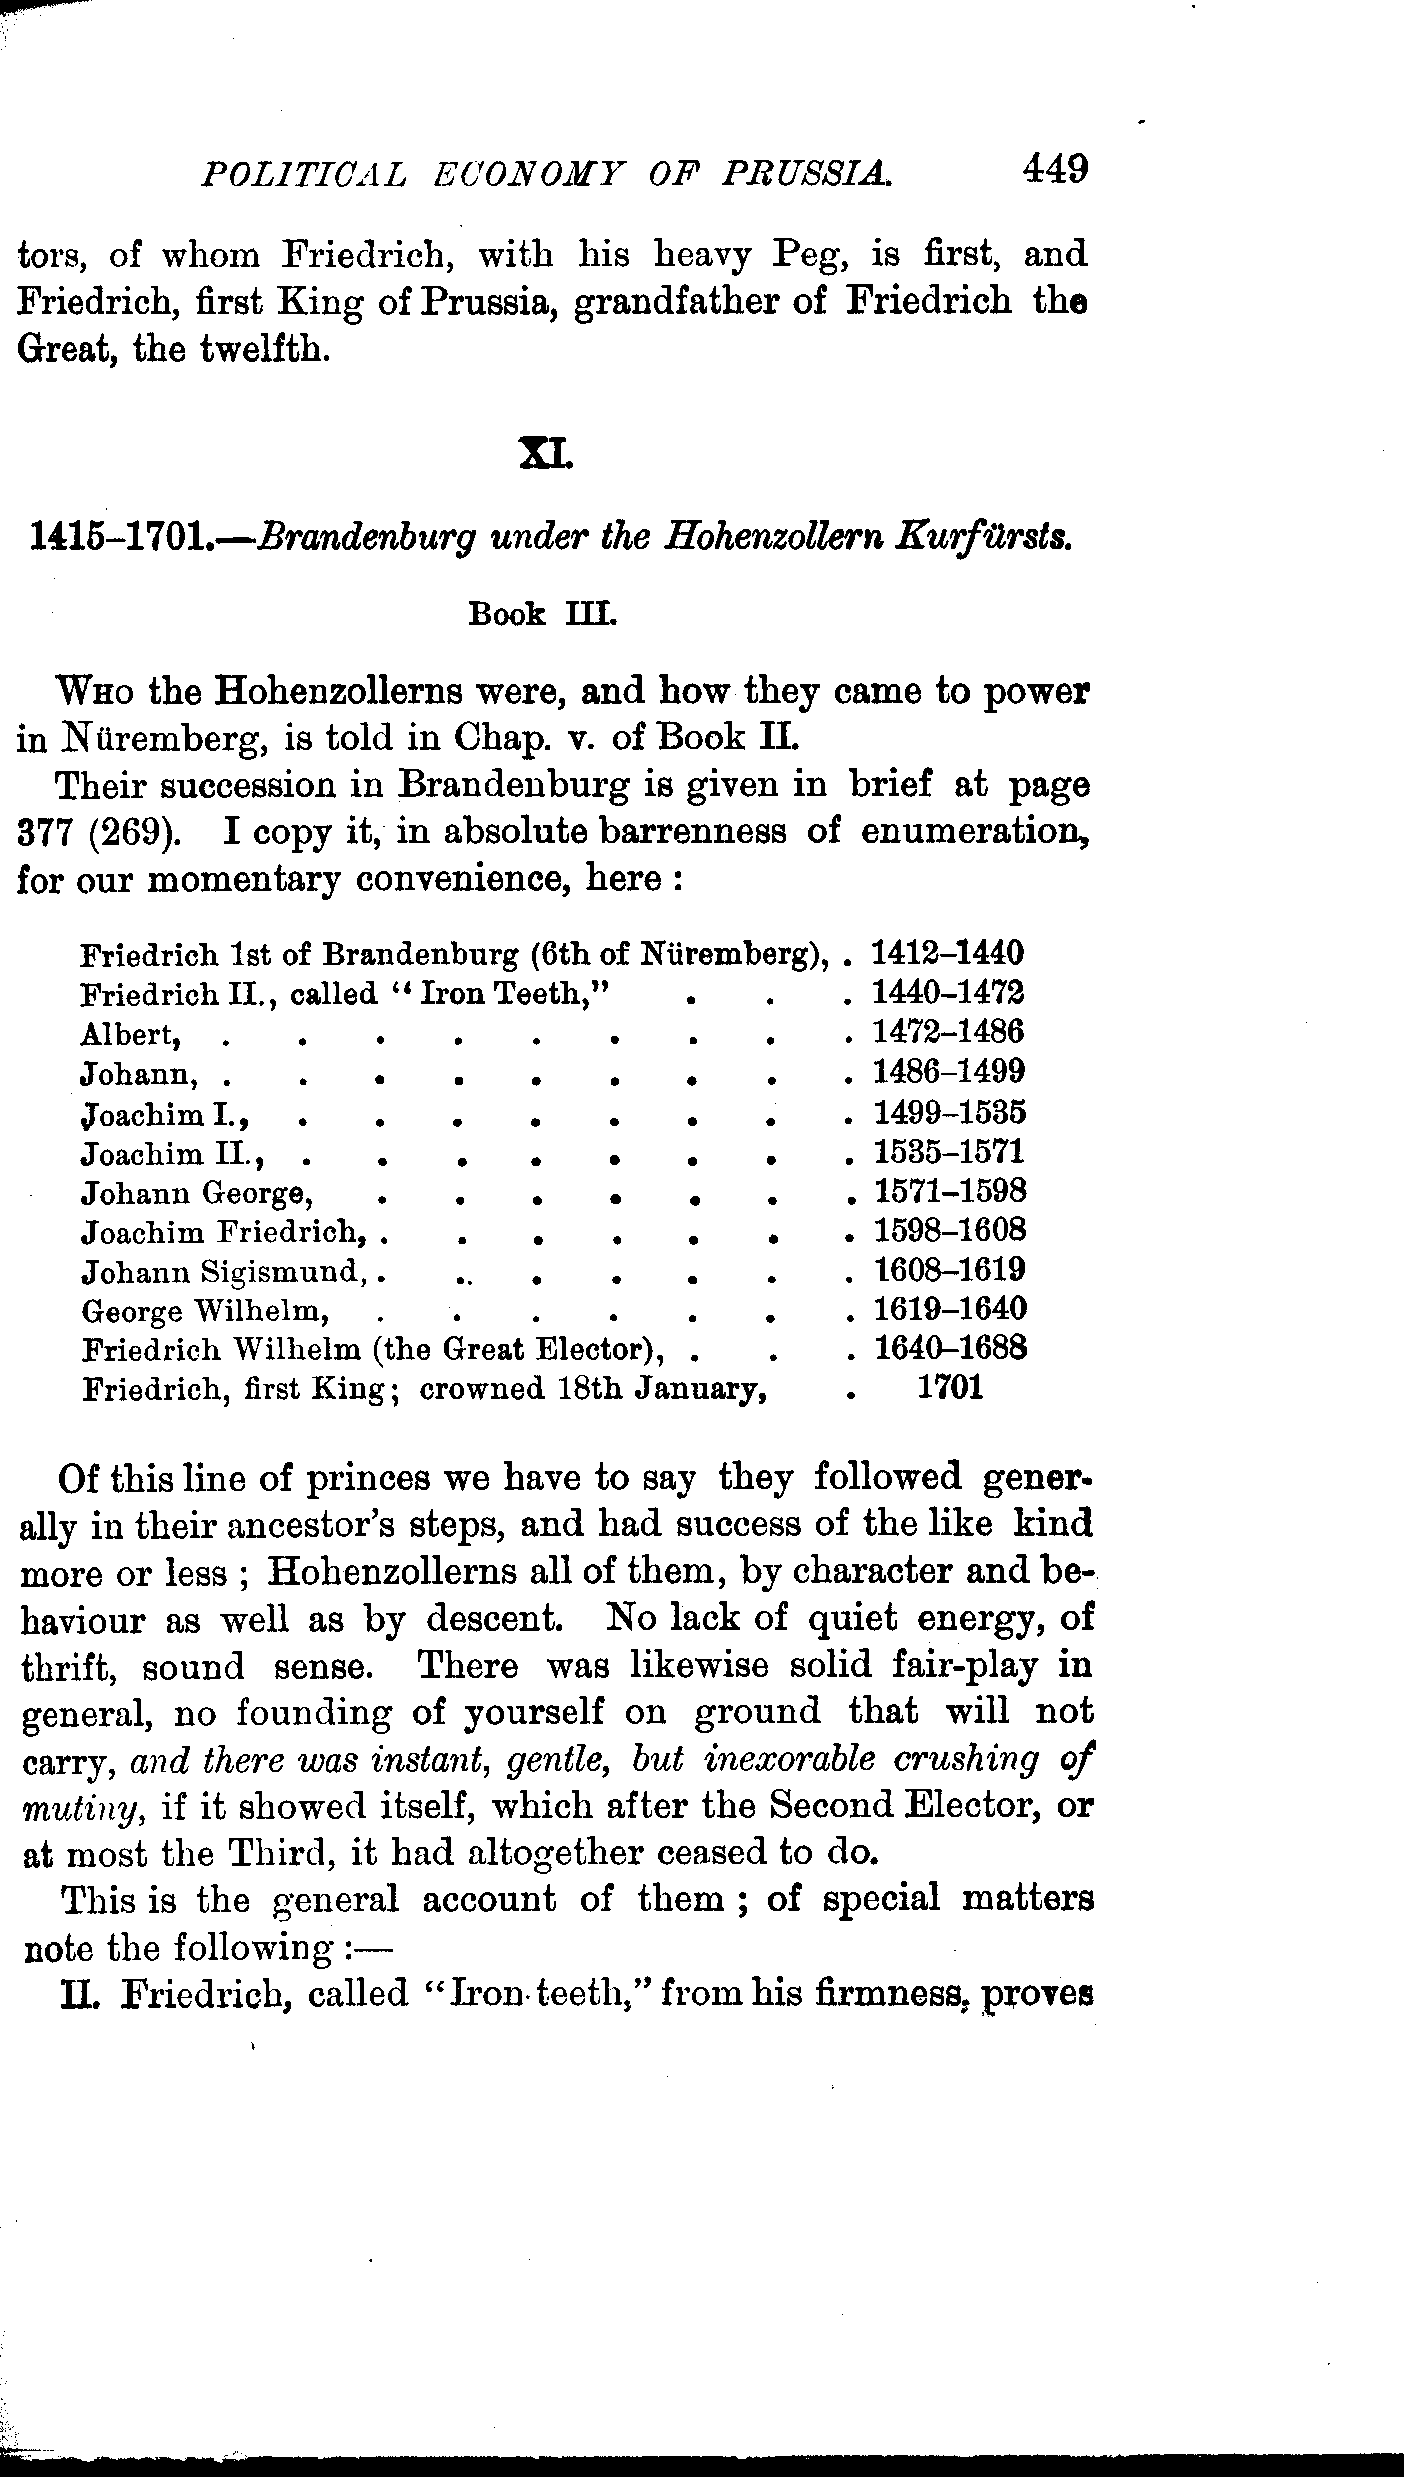 POLITICAL ECONOMY OF PRUSSIA. 449
tors, of whom Friedrich, with his heavy Peg, is first, and
Friedrich, first King of Prussia, grandfather of Friedrich the
Great, the twelfth.
XI.
1415–1701.—Brandenburg under the Hohenzollern Kurfürsts.
Book III.
WHO the Hohenzollerns were, and how they came to power
in Nüremberg, is told in Chap. v. of Book II.
Their succession in Brandenburg is given in brief at page
377 (269). I copy it, in absolute barrenness of enumeration,
for our momentary convenience, here :
Friedrich 1st of Brandenburg (6th of Nüremberg), . 1412–1440
Friedrich II., called “Iron Teeth,” . . . 1440–1472
Albert, . . . . . . . . . 1472–1486
Johann, . . . . . . . . . 1486–1499
Joachim I., . . . . . . . . 1499–1535
Joachim II., . . . . . . . . 1535–1571
Johann George, . . . . . . . 1571–1598
Joachim Friedrich, . . . . . . . 1598–1608
Johann Sigismund, . . . . . . . 1608–1619
George Wilhelm, . . . . . . . 1619–1640
Friedrich Wilhelm (the Great Elector), . . . 1640–1688
Friedrich, first King; crowned 18th January, . 1701
Of this line of princes we have to say they followed gener-
ally in their ancestor's steps, and had success of the like kind
more or less ; Hohenzollerns all of them, by character and be-
haviour as well as by descent. No lack of quiet energy, of
thrift, sound sense. There was likewise solid fair-play in
general, no founding of yourself on ground that will not
carry, and there was instant, gentle, but inexorable crushing of
mutiny, if it showed itself, which after the Second Elector, or
at most the Third, it had altogether ceased to do.
This is the general account of them ; of special matters
note the following :—
II. Friedrich, called “Iron-teeth,” from his firmness, proves